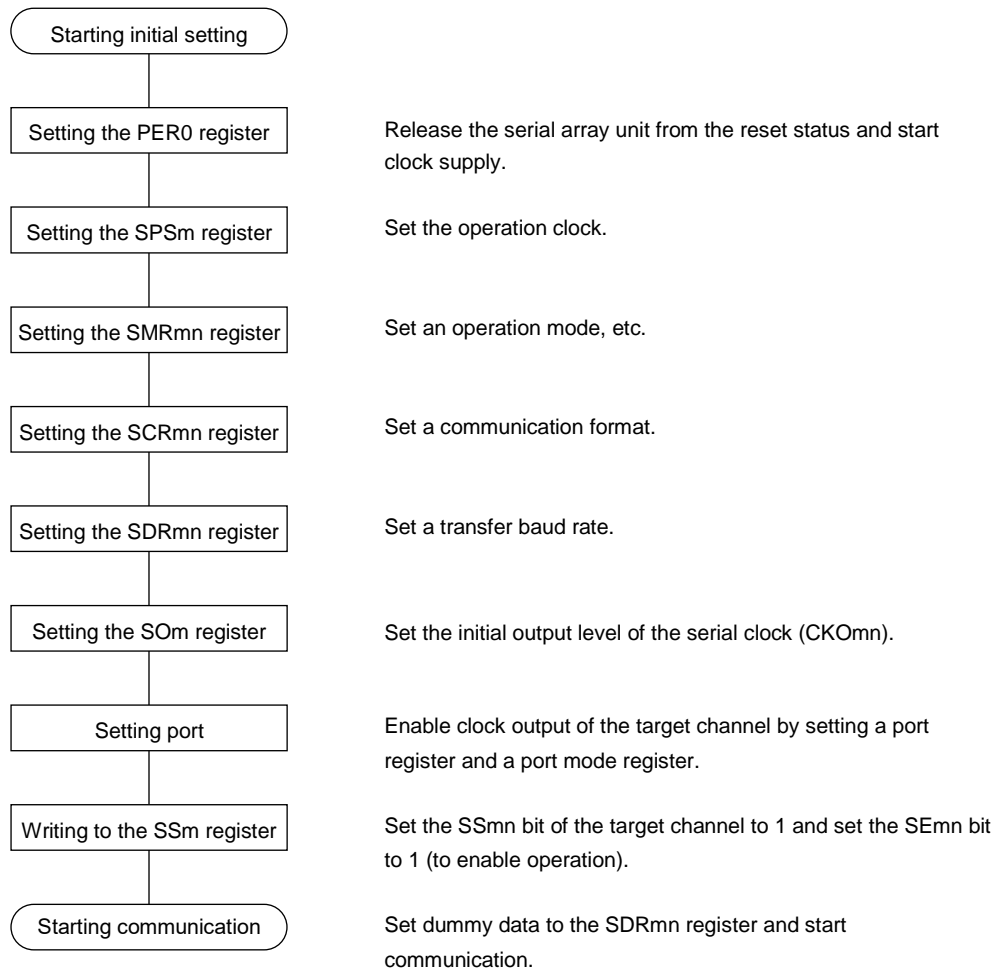 Starting initial setting
Setting the PER0 register
Release the serial array unit from the reset status and start
clock supply.
Setting the SPSm register
Set the operation clock.
Setting the SMRmn register
Set an operation mode, etc.
Setting the SCRmn register
Set a communication format.
Setting the SDRmn register
Set a transfer baud rate.
Setting the SOm register
Set the initial output level of the serial clock (CKOmn).
Setting port
Enable clock output of the target channel by setting a port
register and a port mode register.
Writing to the SSm register
Set the SSmn bit of the target channel to 1 and set the SEmn bit
to 1 (to enable operation).
Starting communication
Set dummy data to the SDRmn register and start
communication.